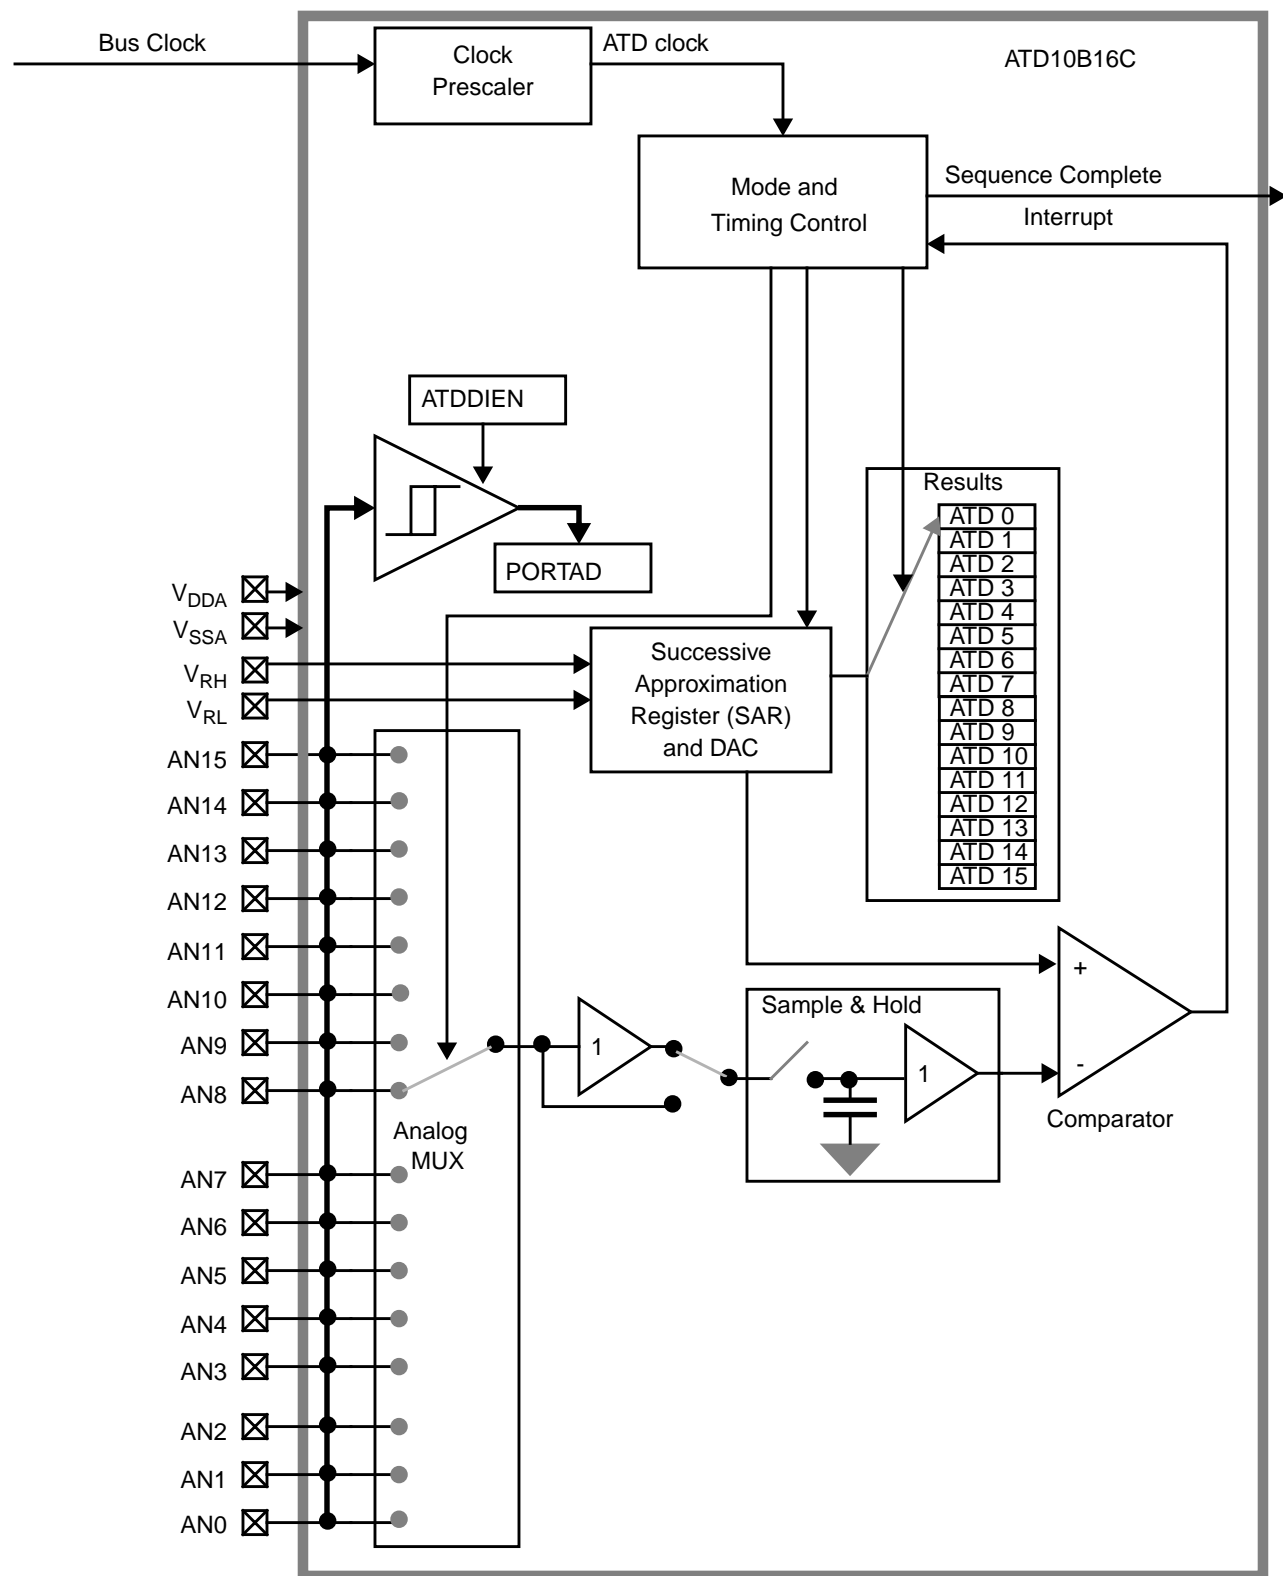 Bus Clock
Clock
Prescaler
ATD clock
ATD10B16C
Mode and
Timing Control
Sequence Complete
Interrupt
ATDDIEN
PORTAD
Results
ATD 0
ATD 1
ATD 2
ATD 3
ATD 4
ATD 5
ATD 6
ATD 7
ATD 8
ATD 9
ATD 10
ATD 11
ATD 12
ATD 13
ATD 14
ATD 15
VDDA
VSSA
VRH
VRL
Successive
Approximation
Register (SAR)
and DAC
AN15
AN14
AN13
AN12
AN11
AN10
AN9
AN8
AN7
AN6
AN5
AN4
AN3
AN2
AN1
AN0
Analog
MUX
1
Sample & Hold
1
+
-
Comparator